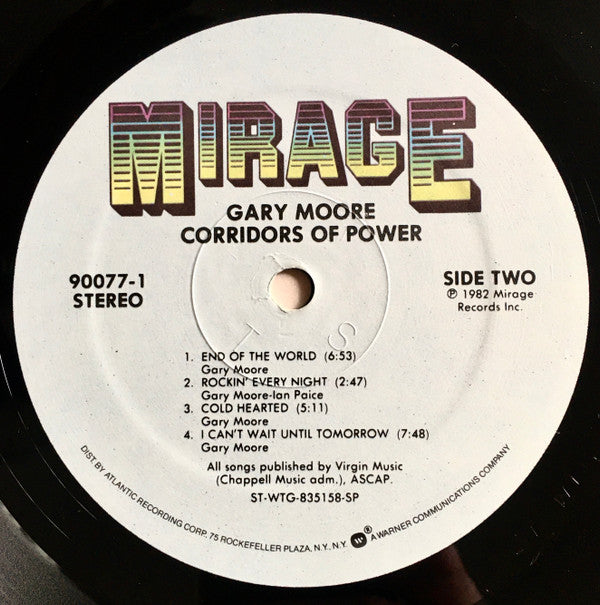 MIRAGE
GARY MOORE
CORRIDORS OF POWER
90077-1
STEREO
SIDE TWO
℗ 1982 Mirage
Records Inc.
1. END OF THE WORLD (6:53)
Gary Moore
2. ROCKIN' EVERY NIGHT (2:47)
Gary Moore-Ian Paice
3. COLD HEARTED (5:11)
Gary Moore
4. I CAN'T WAIT UNTIL TOMORROW (7:48)
Gary Moore
All songs published by Virgin Music
(Chappell Music adm.), ASCAP.
ST-WTG-835158-SP
DIST. BY ATLANTIC RECORDING CORP. 75 ROCKEFELLER PLAZA, N.Y. N.Y. ® A WARNER COMMUNICATIONS COMPANY